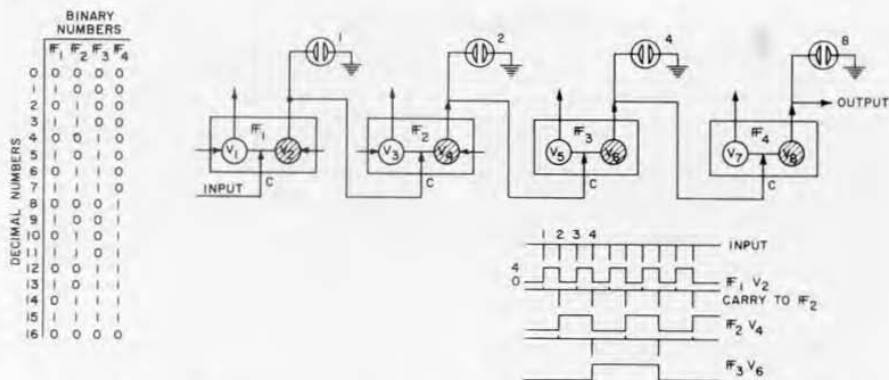 BINARY
NUMBERS
FF1 FF2 FF3 FF4
DECIMAL NUMBERS
0 0 0 0 0
1 1 0 0 0
2 0 1 0 0
3 1 1 0 0
4 0 0 1 0
5 1 0 1 0
6 0 1 1 0
7 1 1 1 0
8 0 0 0 1
9 1 0 0 1
10 0 1 0 1
11 1 1 0 1
12 0 0 1 1
13 1 0 1 1
14 0 1 1 1
15 1 1 1 1
16 0 0 0 0
1 2 4 8
OUTPUT
FF1 FF2 FF3 FF4
V1 V2 V3 V4 V5 V6 V7 V8
INPUT C C C C
1 2 3 4
INPUT
4
0
FF1 V2
CARRY TO FF2
FF2 V4
FF3 V6